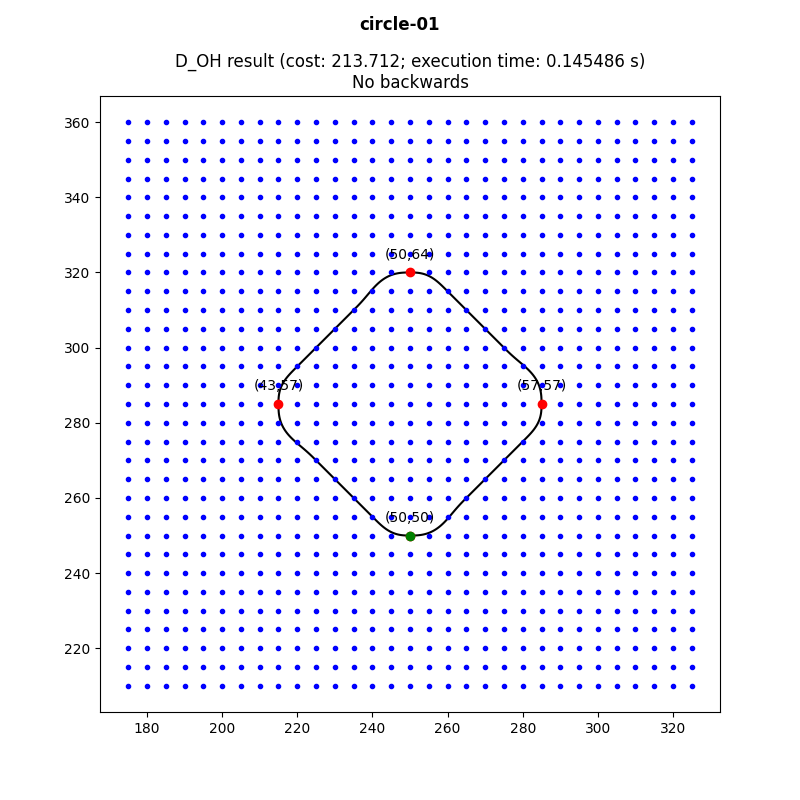 circle-01
D_OH result (cost: 213.712; execution time: 0.145486 s)
No backwards
360
340
(50,64)
320
300
(43,57) (57,57)
280
260
(50,50)
240
220
180 200 220 240 260 280 300 320